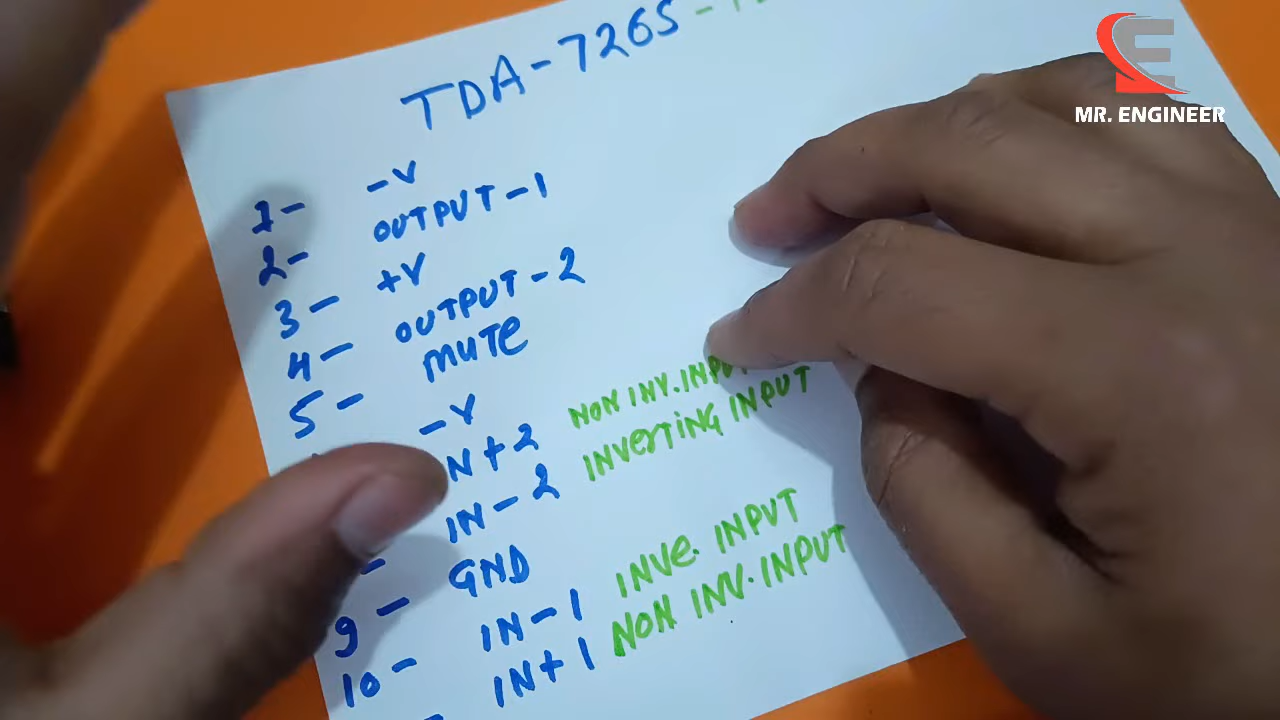 TDA-7265
MR. ENGINEER
1- -V
2- OUTPUT-1
3- +V
4- OUTPUT-2
5- MUTE
-V
N+2 NON INV. INPUT
IN-2 INVERTING INPUT
9- GND
10- IN-1 INVE. INPUT
IN+1 NON INV. INPUT